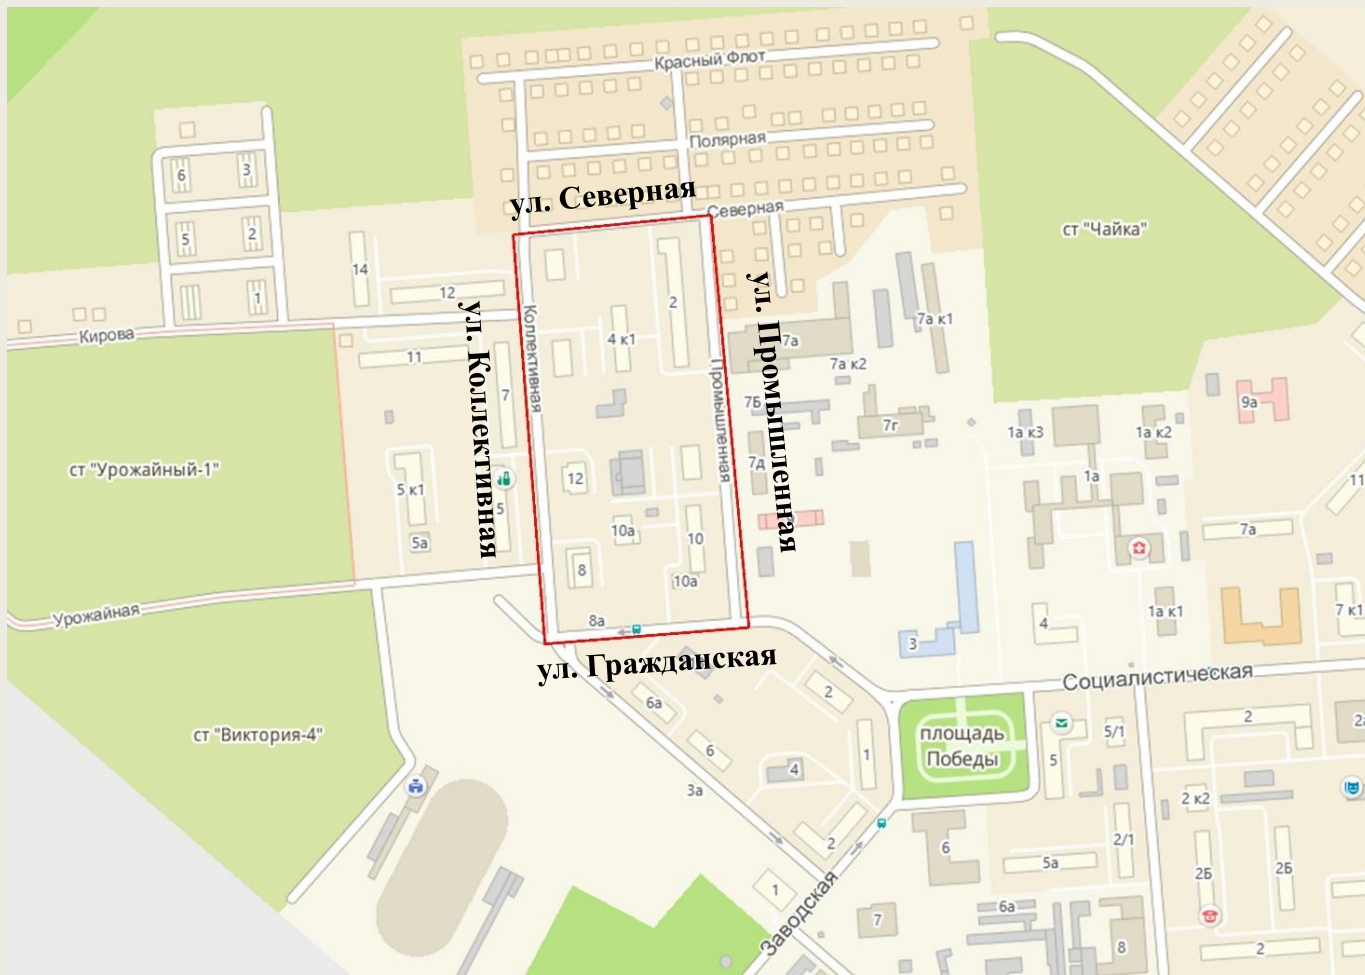 Красный Флот
Полярная
ул. Северная
Северная
6
3
5
2
1
14
12
Кирова
11
ст "Чайка"
ул. Коллективная
Коллективная
7
4 к1
2
Промышленная
ул. Промышленная
7а
7а к1
7а к2
7Б
7г
7д
9а
1а к3
1а к2
1а
11
7а
ст "Урожайный-1"
5 к1
5
5а
12
10а
10
8
10а
8а
Урожайная
ул. Гражданская
3
4
1а к1
7 к1
Социалистическая
ст "Виктория-4"
6а
2
6
1
4
3а
2
площадь
Победы
5/1
5
2
2 к2
2/1
6
5а
2Б
2Б
1
Заводская
7
6а
8
2